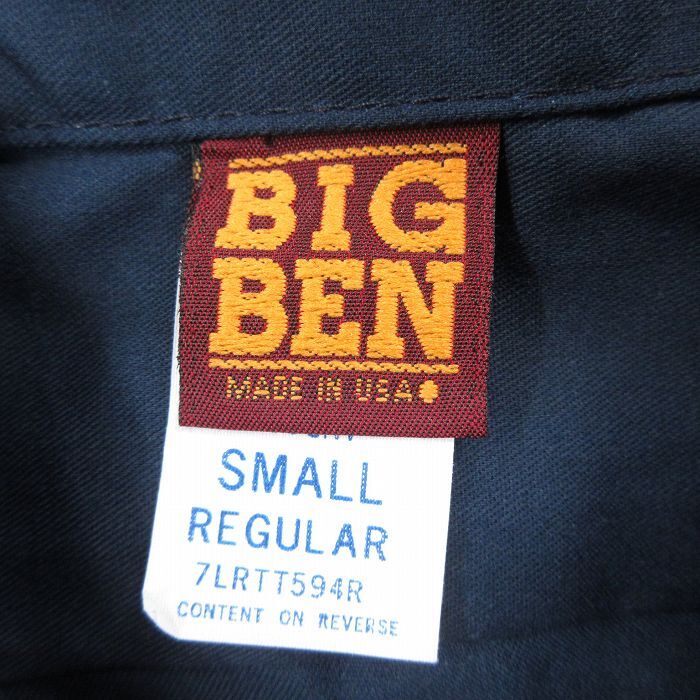 BIG
BEN
MADE IN USA
SMALL
REGULAR
7LRTT594R
CONTENT ON REVERSE